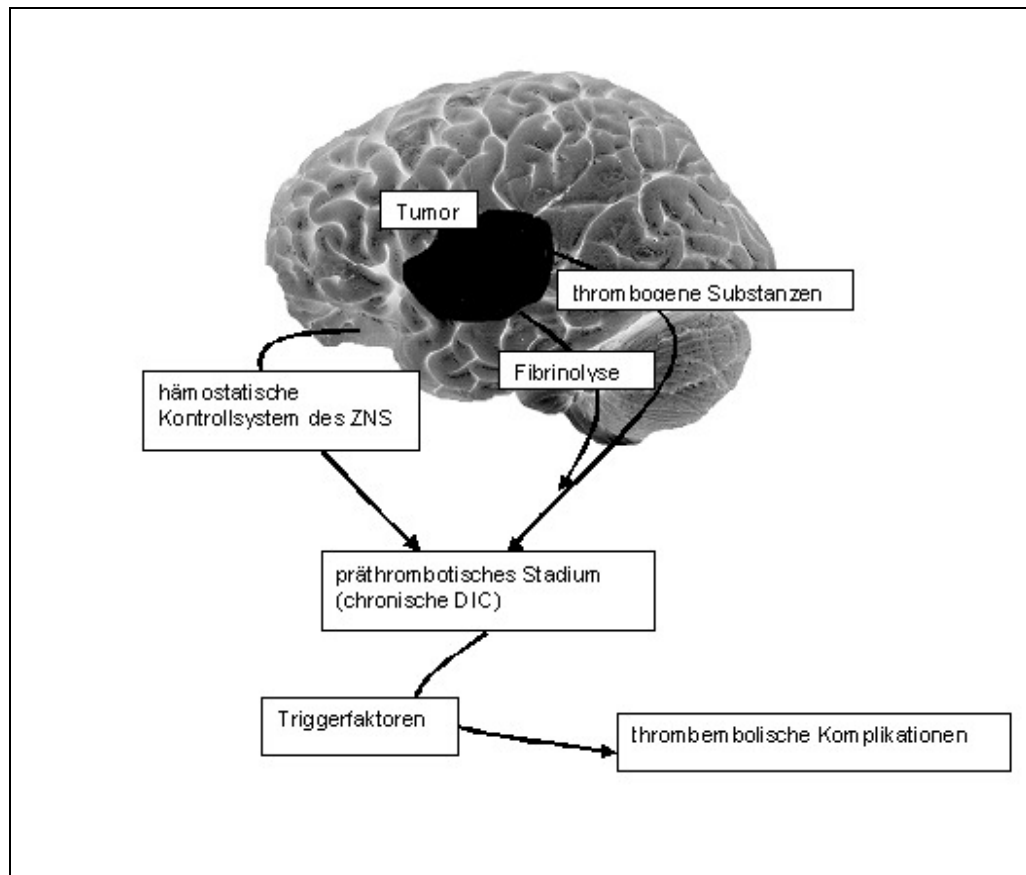 Tumor
thrombogene Substanzen
Fibrinolyse
hämostatische
Kontrollsystem des ZNS
präthrombotisches Stadium
(chronische DIC)
Triggerfaktoren
thrombembolische Komplikationen